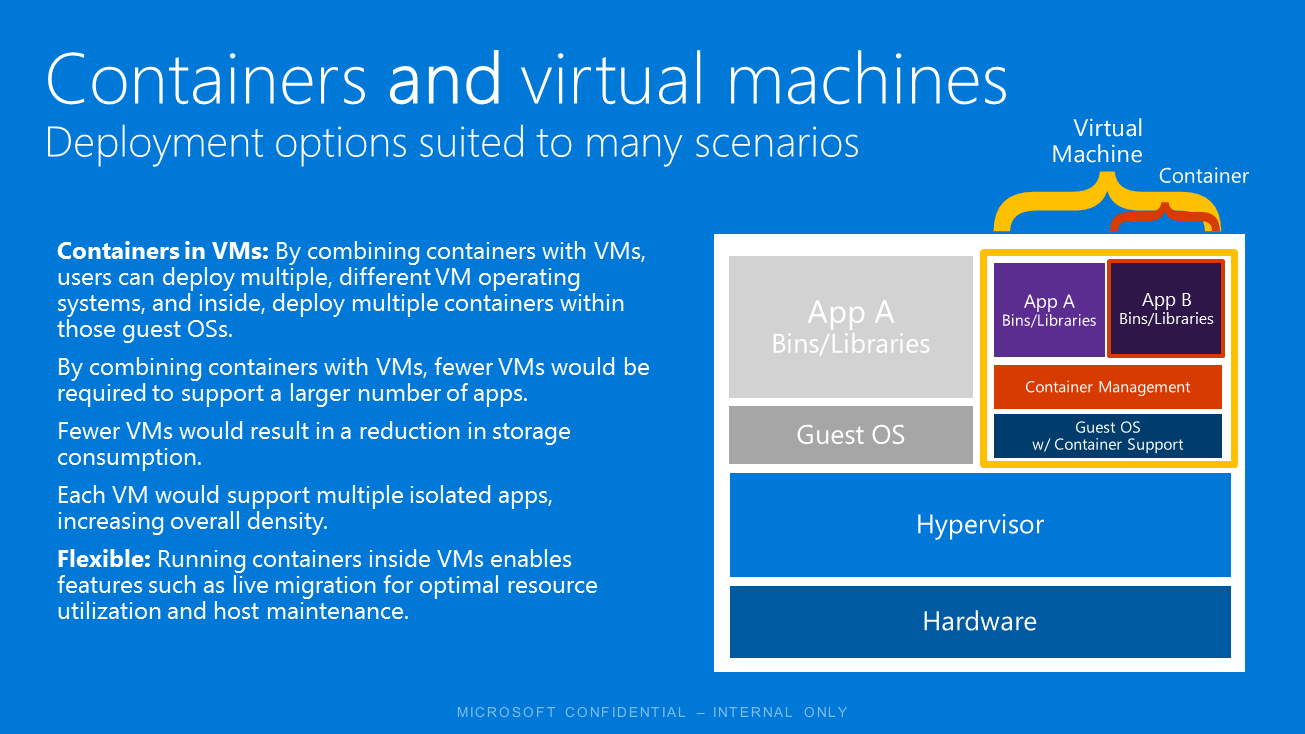 Containers and virtual machines
Deployment options suited to many scenarios
Virtual
Machine
Container
Containers in VMs: By combining containers with VMs,
users can deploy multiple, different VM operating
systems, and inside, deploy multiple containers within
those guest OSs.
By combining containers with VMs, fewer VMs would be
required to support a larger number of apps.
Fewer VMs would result in a reduction in storage
consumption.
Each VM would support multiple isolated apps,
increasing overall density.
Flexible: Running containers inside VMs enables
features such as live migration for optimal resource
utilization and host maintenance.
App A
Bins/Libraries
Guest OS
App A
Bins/Libraries
App B
Bins/Libraries
Container Management
Guest OS
w/ Container Support
Hypervisor
Hardware
MICROSOFT CONFIDENTIAL – INTERNAL ONLY